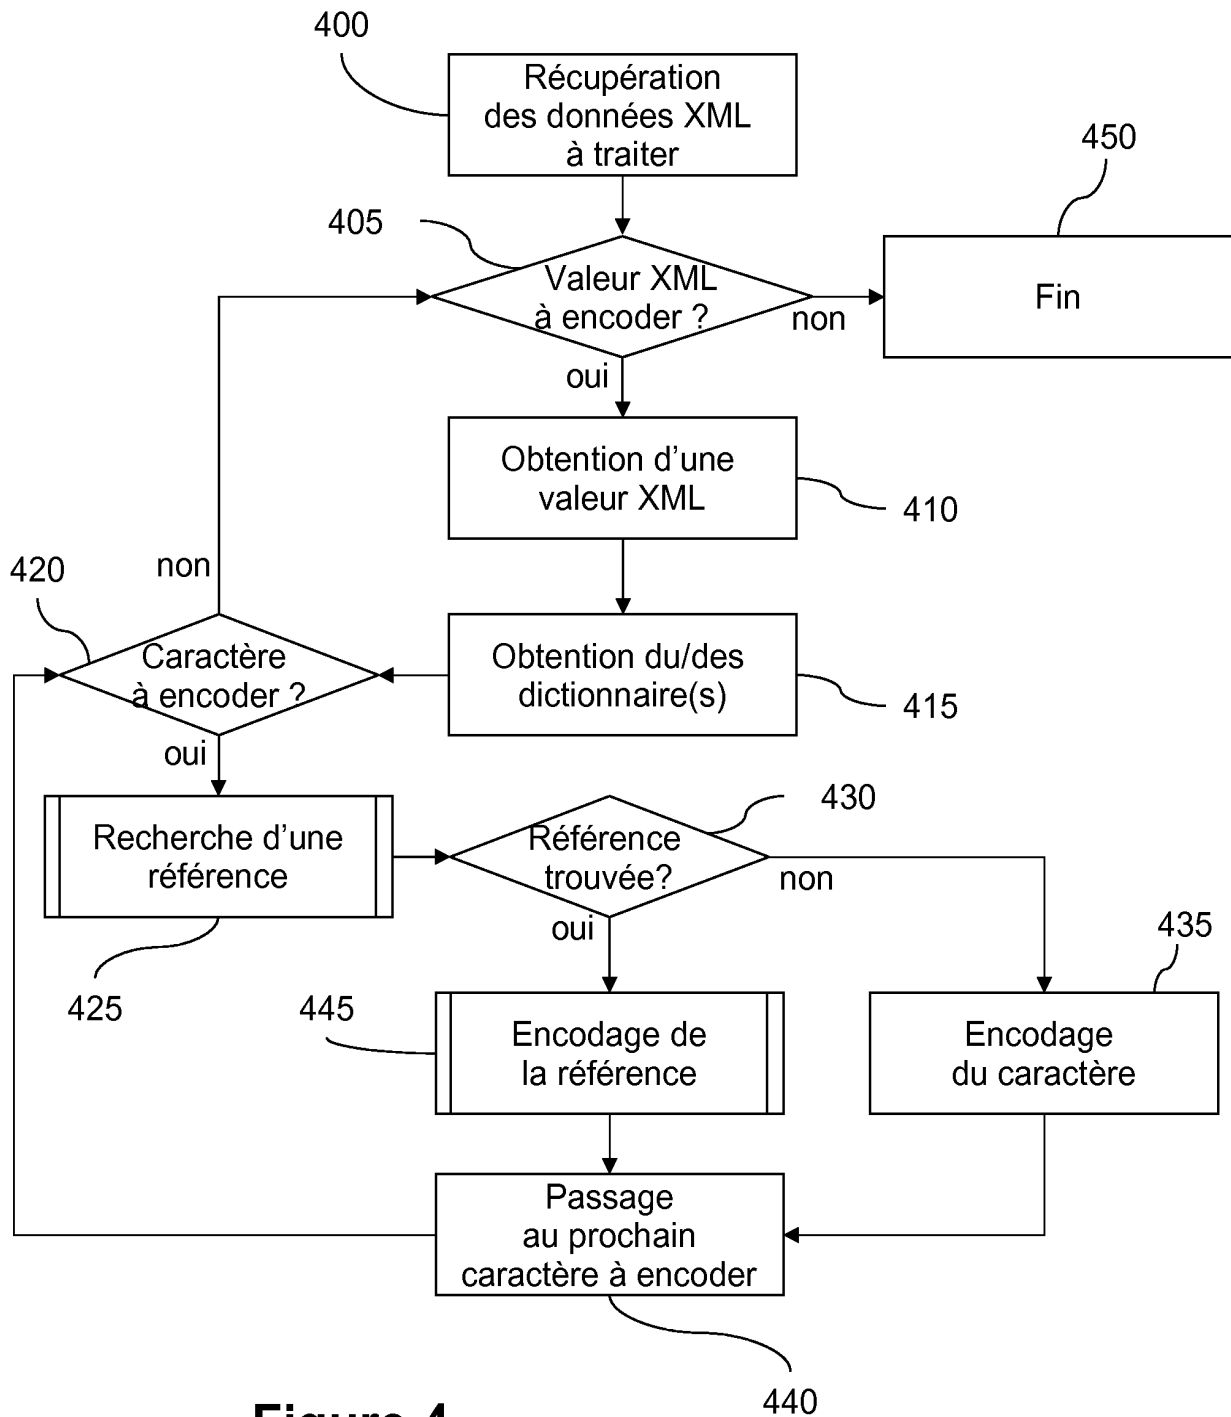 400
Récupération
des données XML
à traiter
450
405
Valeur XML
à encoder ?
non
Fin
oui
Obtention d'une
valeur XML
410
420
non
Caractère
à encoder ?
Obtention du/des
dictionnaire(s)
415
oui
430
Recherche d'une
référence
Référence
trouvée?
non
oui
435
425
445
Encodage de
la référence
Encodage
du caractère
Passage
au prochain
caractère à encoder
440
Figure 4